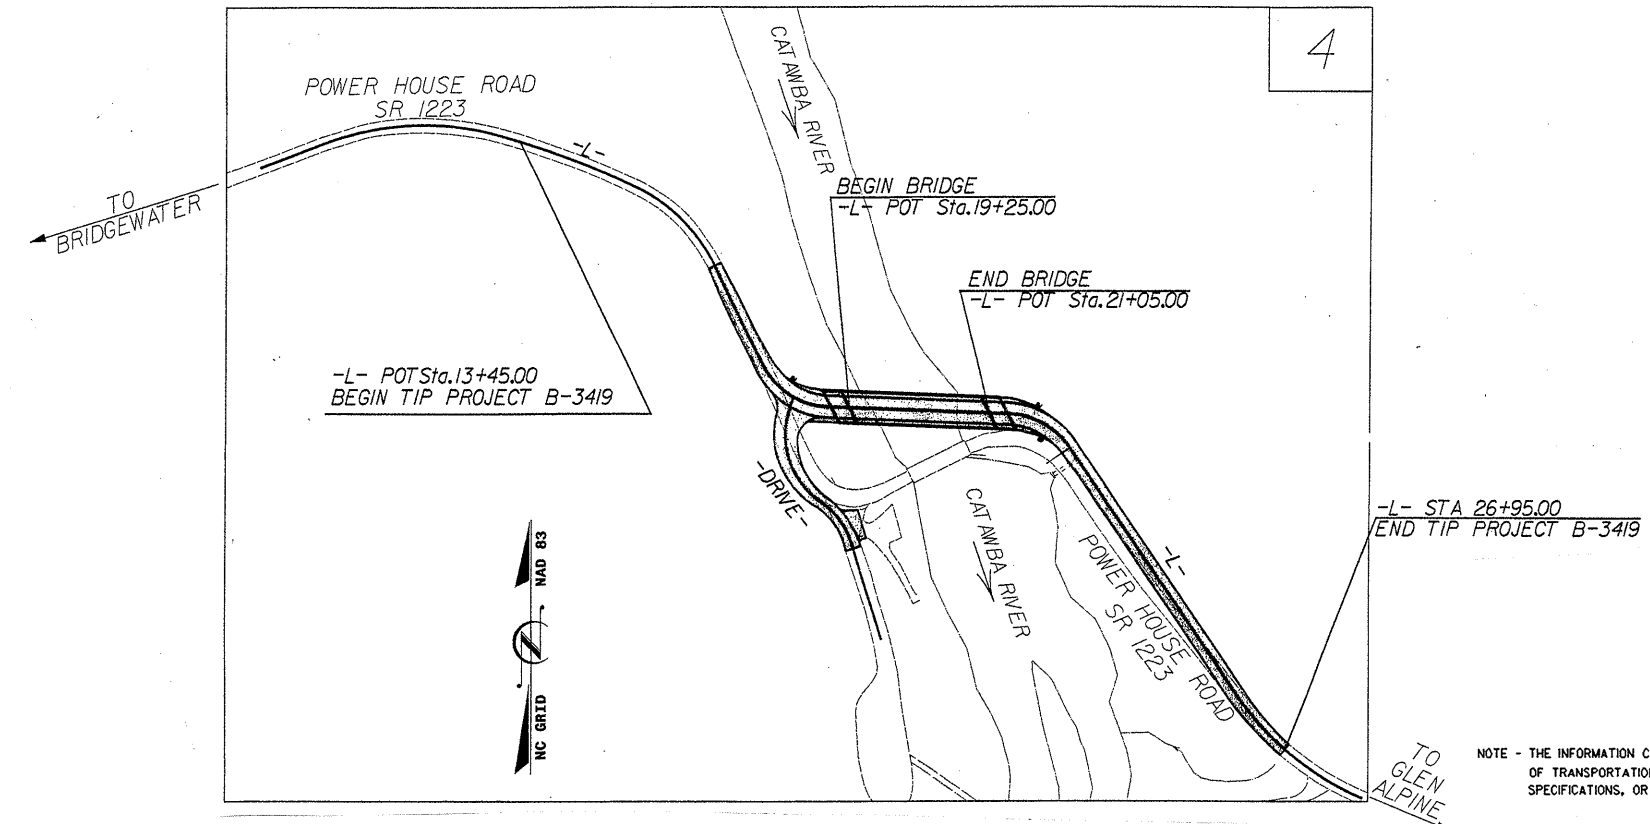 4
POWER HOUSE ROAD
SR 1223
CATAWBA RIVER
-L-
TO
BRIDGEWATER
BEGIN BRIDGE
-L- POT Sta.19+25.00
END BRIDGE
-L- POT Sta.21+05.00
-L- POT Sta.13+45.00
BEGIN TIP PROJECT B-3419
-DRIVE-
CATAWBA RIVER
-L-
POWER HOUSE ROAD
SR 1223
-L- STA 26+95.00
END TIP PROJECT B-3419
NC GRID NAD 83
TO
GLEN
ALPINE
NOTE - THE INFORMATION C
OF TRANSPORTATION
SPECIFICATIONS, OR